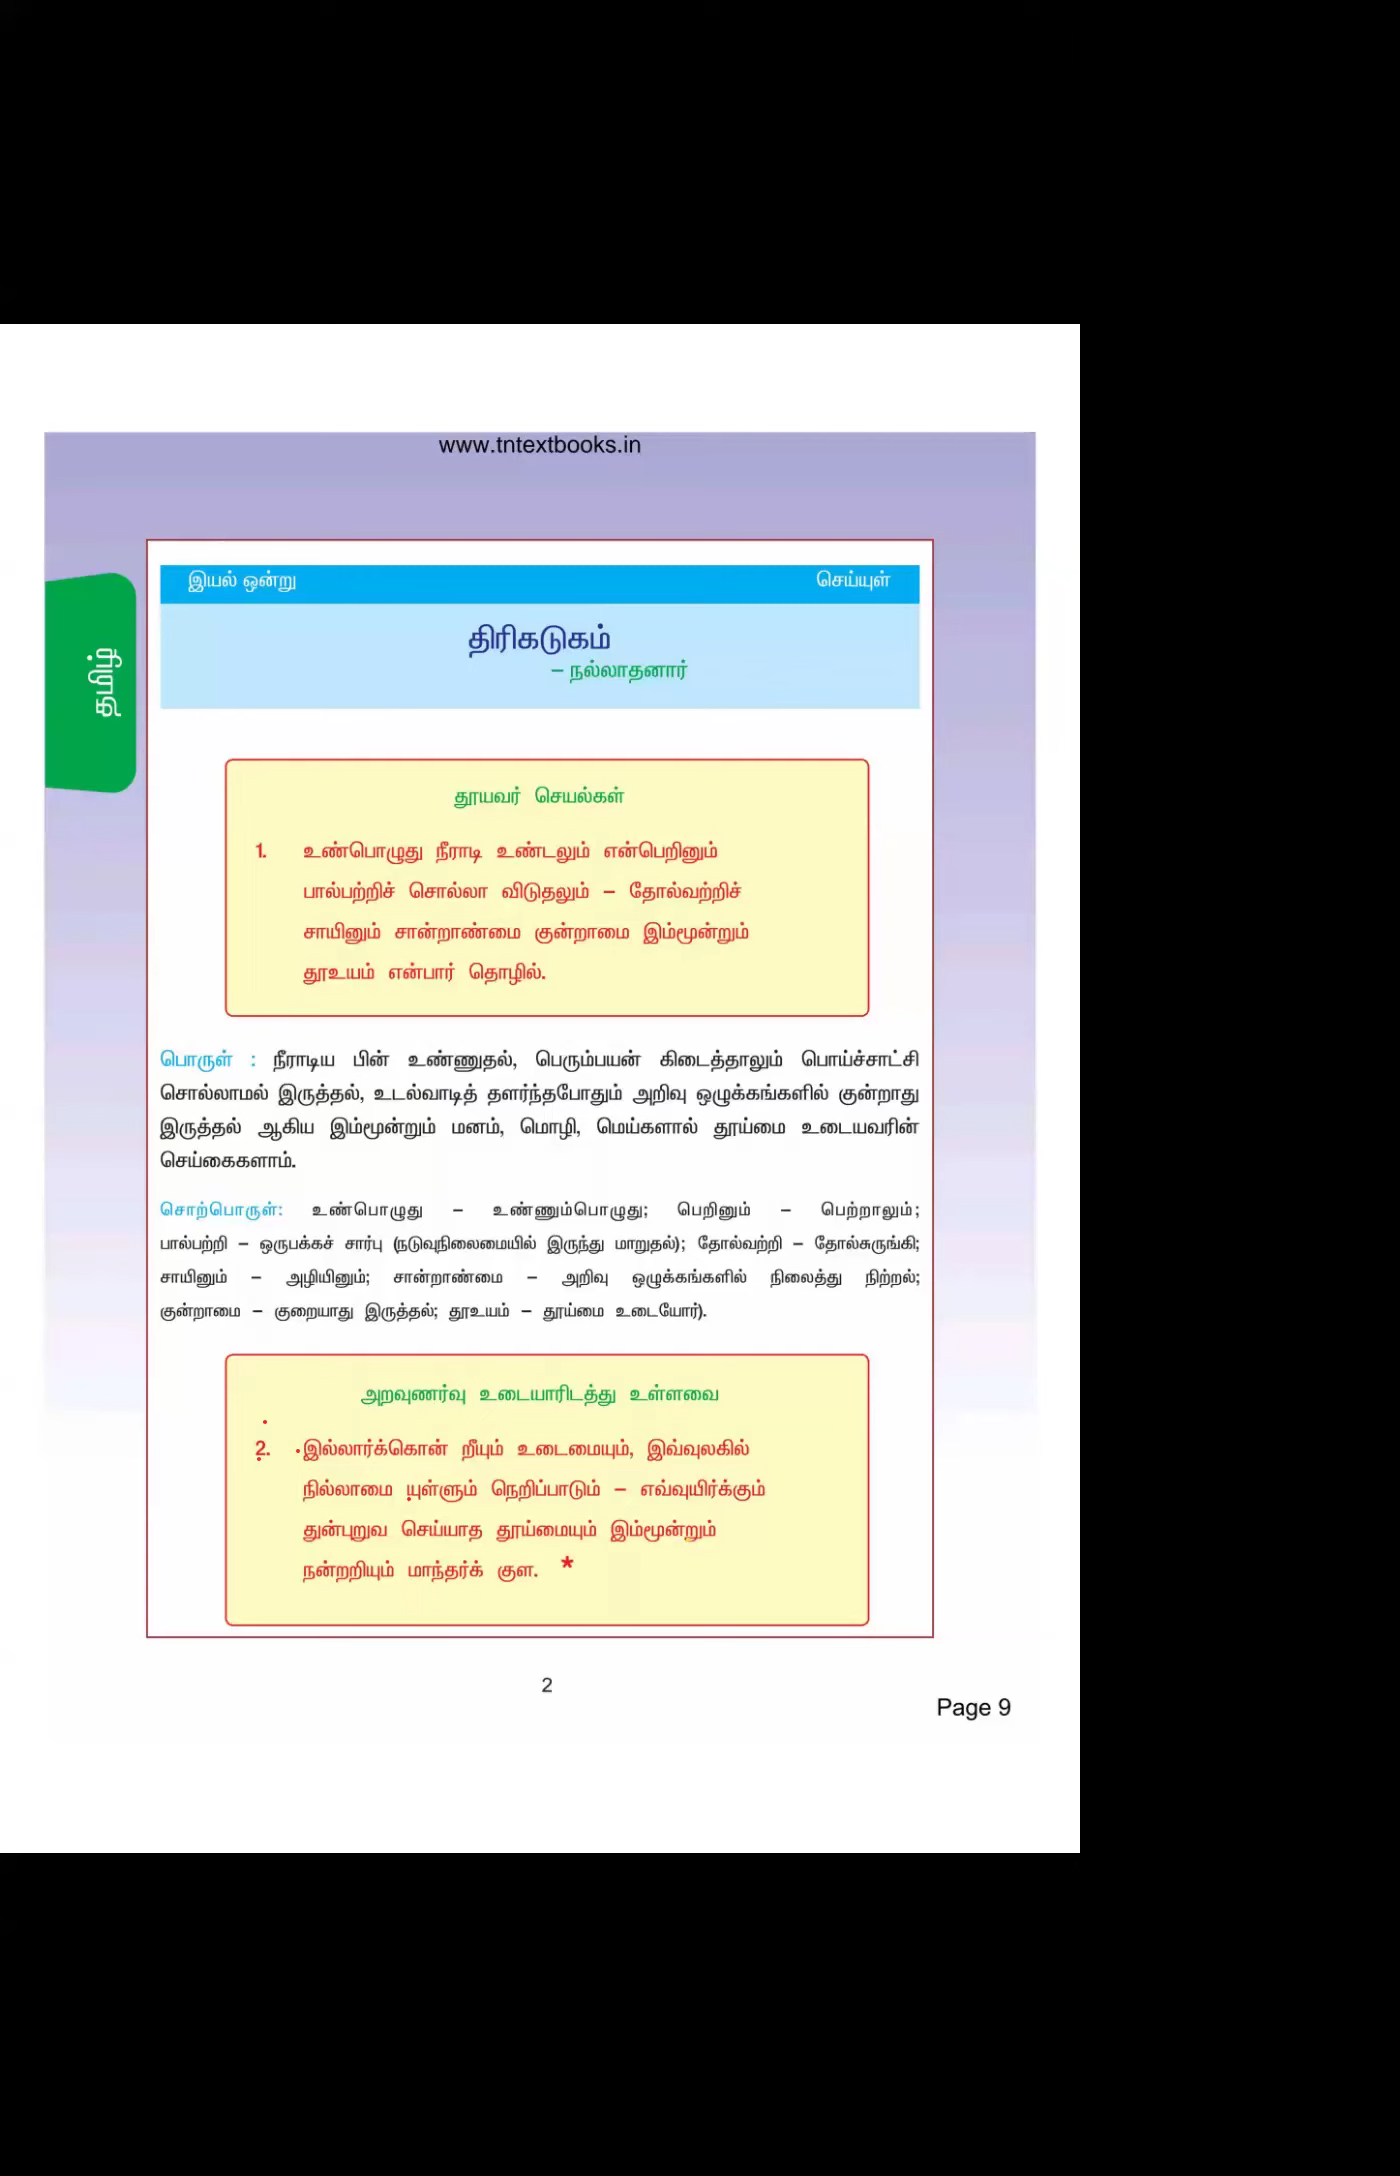 www.tntextbooks.in
இயல் ஒன்று செய்யுள்
தமிழ்
திரிகடுகம்
– நல்லாதனார்
தூயவர் செயல்கள்
1. உண்பொழுது நீராடி உண்டலும் என்பெறினும்
பால்பற்றிச் சொல்லா விடுதலும் – தோல்வற்றிச்
சாயினும் சான்றாண்மை குன்றாமை இம்மூன்றும்
தூஉயம் என்பார் தொழில்.
பொருள் : நீராடிய பின் உண்ணுதல், பெரும்பயன் கிடைத்தாலும் பொய்ச்சாட்சி
சொல்லாமல் இருத்தல், உடல்வாடித் தளர்ந்தபோதும் அறிவு ஒழுக்கங்களில் குன்றாது
இருத்தல் ஆகிய இம்மூன்றும் மனம், மொழி, மெய்களால் தூய்மை உடையவரின்
செய்கைகளாம்.
சொற்பொருள்: உண்பொழுது – உண்ணும்பொழுது; பெறினும் – பெற்றாலும்;
பால்பற்றி – ஒருபக்கச் சார்பு (நடுவுநிலைமையில் இருந்து மாறுதல்); தோல்வற்றி – தோல்சுருங்கி;
சாயினும் – அழியினும்; சான்றாண்மை – அறிவு ஒழுக்கங்களில் நிலைத்து நிற்றல்;
குன்றாமை – குறையாது இருத்தல்; தூஉயம் – தூய்மை உடையோர்).
அறவுணர்வு உடையாரிடத்து உள்ளவை
2. இல்லார்க்கொன் றீயும் உடைமையும், இவ்வுலகில்
நில்லாமை யுள்ளும் நெறிப்பாடும் – எவ்வுயிர்க்கும்
துன்புறுவ செய்யாத தூய்மையும் இம்மூன்றும்
நன்றறியும் மாந்தர்க் குள. *
2
Page 9